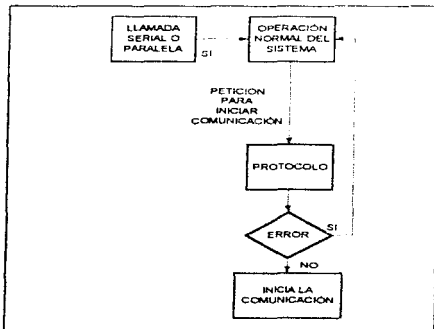 LLAMADA
SERIAL O
PARALELA
SI
OPERACIÓN
NORMAL DEL
SISTEMA
PETICION
PARA
INICIAR
COMUNICACIÓN
PROTOCOLO
ERROR
SI
NO
INICIA LA
COMUNICACIÓN